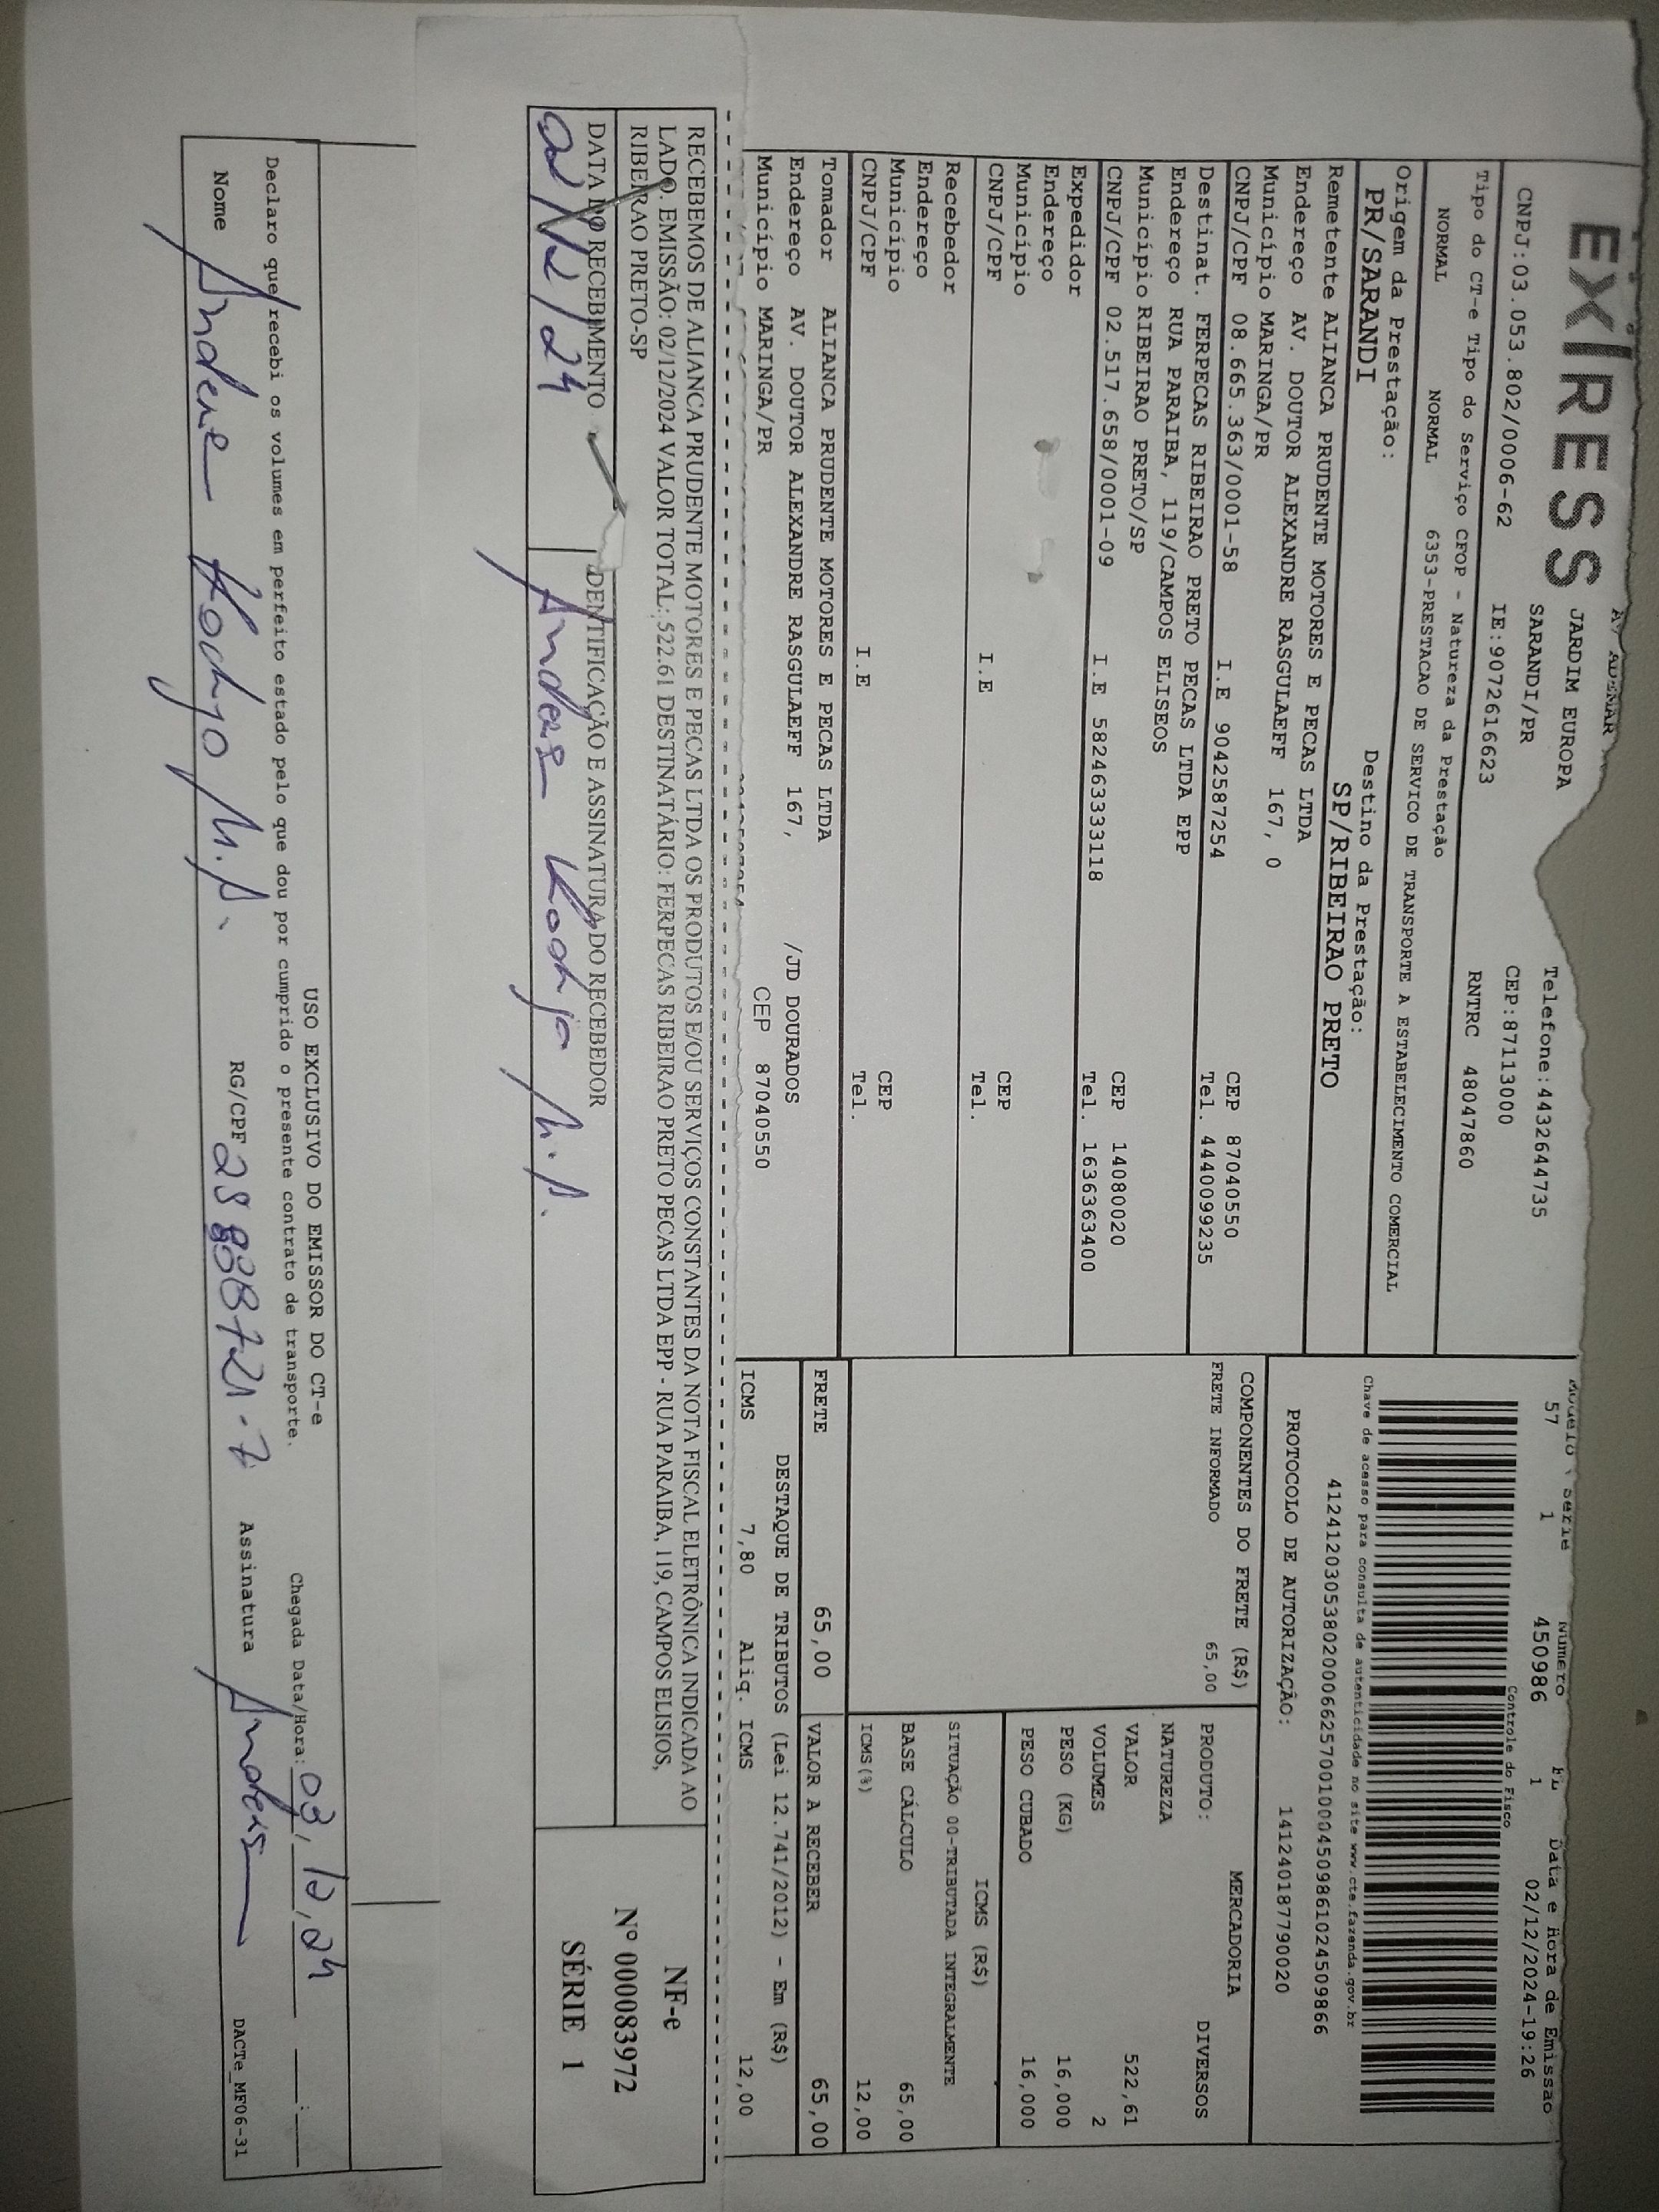 EX/RESS
JARDIM EUROPA
SARANDI/PR
Telefone:4432644735
CEP:87113000
CNPJ:03.053.802/0006-62 IE:9072616623 RNTRC 48047860
Tipo do CT-e Tipo do Serviço CFOP - Natureza da Prestação
NORMAL NORMAL 6353-PRESTACAO DE SERVICO DE TRANSPORTE A ESTABELECIMENTO COMERCIAL
Origem da Prestação: Destino da Prestação:
PR/SARANDI SP/RIBEIRAO PRETO
Remetente ALIANCA PRUDENTE MOTORES E PECAS LTDA
Endereço AV. DOUTOR ALEXANDRE RASGULAEFF 167, 0
Município MARINGA/PR CEP 87040550
CNPJ/CPF 08.665.363/0001-58 I.E 9042587254 Tel. 4440099235
Destinat. FERPECAS RIBEIRAO PRETO PECAS LTDA EPP
Endereço RUA PARAIBA, 119/CAMPOS ELISEOS
Município RIBEIRAO PRETO/SP CEP 14080020
CNPJ/CPF 02.517.658/0001-09 I.E 582463333118 Tel. 1636363400
Expedidor
Endereço
Município CEP
CNPJ/CPF I.E Tel.
Recebedor
Endereço
Município CEP
CNPJ/CPF I.E Tel.
Tomador ALIANCA PRUDENTE MOTORES E PECAS LTDA
Endereço AV. DOUTOR ALEXANDRE RASGULAEFF 167, /JD DOURADOS
Município MARINGA/PR CEP 87040550
57 1 450986 1 02/12/2024-19:26
Data e Hora de Emissao
Controle do Fisco
Chave de acesso para consulta de autenticidade no site www.cte.fazenda.gov.br
41241203053802000662570010004509861024509866
PROTOCOLO DE AUTORIZAÇÃO: 141240187790020
COMPONENTES DO FRETE (R$)
FRETE INFORMADO 65,00
MERCADORIA
PRODUTO: DIVERSOS
NATUREZA
VALOR 522,61
VOLUMES 2
PESO (KG) 16,000
PESO CUBADO 16,000
ICMS (R$)
SITUAÇÃO 00-TRIBUTADA INTEGRALMENTE
BASE CÁLCULO 65,00
ICMS(%) 12,00
FRETE 65,00 VALOR A RECEBER 65,00
DESTAQUE DE TRIBUTOS (Lei 12.741/2012) - Em (R$)
ICMS 7,80 Aliq. ICMS 12,00
RECEBEMOS DE ALIANCA PRUDENTE MOTORES E PECAS LTDA OS PRODUTOS E/OU SERVIÇOS CONSTANTES DA NOTA FISCAL ELETRÔNICA INDICADA AO
LADO. EMISSÃO: 02/12/2024 VALOR TOTAL: 522.61 DESTINATÁRIO: FERPECAS RIBEIRAO PRETO PECAS LTDA EPP - RUA PARAIBA, 119, CAMPOS ELISIOS,
RIBEIRAO PRETO-SP
DATA DO RECEBIMENTO
IDENTIFICAÇÃO E ASSINATURA DO RECEBEDOR
NF-e
Nº 000083972
SÉRIE 1
USO EXCLUSIVO DO EMISSOR DO CT-e
Declaro que recebi os volumes em perfeito estado pelo que dou por cumprido o presente contrato de transporte.
Chegada Data/Hora: 03,12,24 :
Nome RG/CPF Assinatura
DACTe_MF06-31